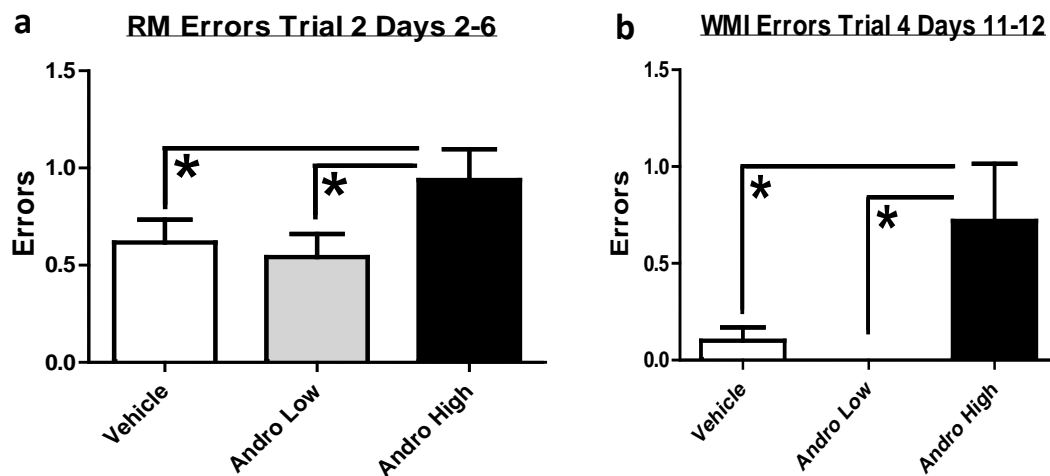 a
RM Errors Trial 2 Days 2-6
Errors
1.5
1.0
0.5
0.0
*
*
Vehicle
Andro Low
Andro High
b
WMI Errors Trial 4 Days 11-12
Errors
1.5
1.0
0.5
0.0
*
*
Vehicle
Andro Low
Andro High